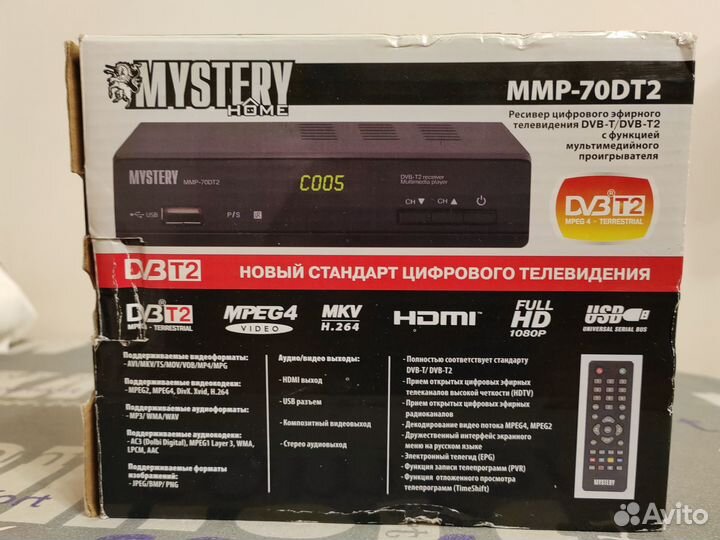 MYSTERY
HOME
MMP-70DT2
Ресивер цифрового эфирного
телевидения DVB-T/DVB-T2
с функцией
мультимедийного
проигрывателя
MYSTERY
MMP-70DT2
C005
DVB-T2 receiver
Multimedia player
USB
P/S
CH ▼
CH ▲
DVB T2
MPEG 4 - TERRESTRIAL
DVB T2
НОВЫЙ СТАНДАРТ ЦИФРОВОГО ТЕЛЕВИДЕНИЯ
DVB T2
MPEG4 - TERRESTRIAL
MPEG4
VIDEO
MKV
H.264
HDMI
FULL
HD
1080P
USB
UNIVERSAL SERIAL BUS
Поддерживаемые видеоформаты:
- AVI/MKV/TS/MOV/VOB/MP4/MPG
Поддерживаемые видеокодеки:
- MPEG2, MPEG4, DivX. Xvid, H.264
Поддерживаемые аудиоформаты:
- MP3/ WMA/WAV
Поддерживаемые аудиокодеки:
- AC3 (Dolbi Digital), MPEG1 Layer 3, WMA,
LPCM, AAC
Поддерживаемые форматы
изображений:
- JPEG/BMP/ PNG
Аудио/видео выходы:
- HDMI выход
- USB разъем
- Композитный видеовыход
- Стерео аудиовыход
- Полностью соответствует стандарту
DVB-T/ DVB-T2
- Прием открытых цифровых эфирных
телеканалов высокой четкости (HDTV)
- Прием открытых цифровых эфирных
радиоканалов
- Декодирование видео потока MPEG4, MPEG2
- Дружественный интерфейс экранного
меню на русском языке
- Электронный телегид (EPG)
- Функция записи телепрограмм (PVR)
- Функция отложенного просмотра
телепрограмм (TimeShift)
MYSTERY
Avito